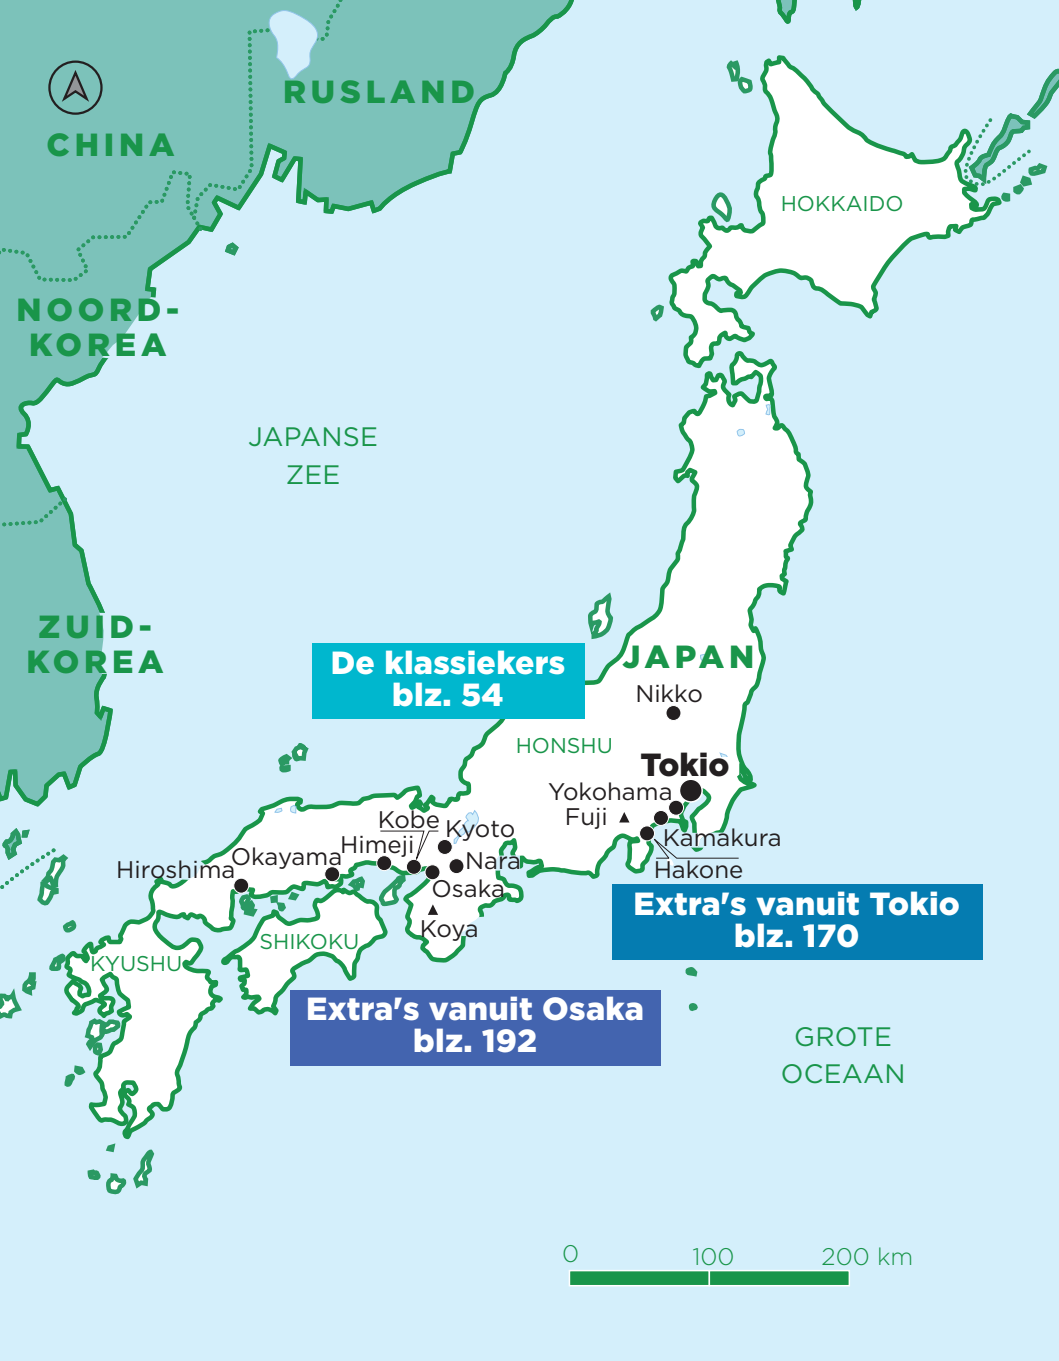 RUSLAND
CHINA
HOKKAIDO
NOORD-
KOREA
JAPANSE
ZEE
ZUID-
KOREA
De klassiekers
blz. 54
JAPAN
Nikko
HONSHU
Tokio
Yokohama
Fuji
Kobe
Kyoto
Kamakura
Himeji
Okayama
Nara
Hiroshima
Hakone
Osaka
Extra's vanuit Tokio
blz. 170
Koya
SHIKOKU
KYUSHU
Extra's vanuit Osaka
blz. 192
GROTE
OCEAAN
0 100 200 km